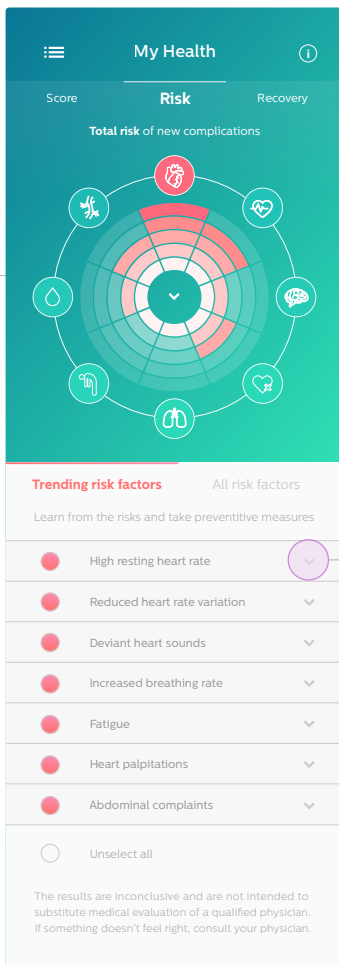 My Health
Score
Risk
Recovery
Total risk of new complications
Trending risk factors
All risk factors
Learn from the risks and take preventitive measures
High resting heart rate
Reduced heart rate variation
Deviant heart sounds
Increased breathing rate
Fatigue
Heart palpitations
Abdominal complaints
Unselect all
The results are inconclusive and are not intended to
substitute medical evaluation of a qualified physician.
If something doesn't feel right, consult your physician.